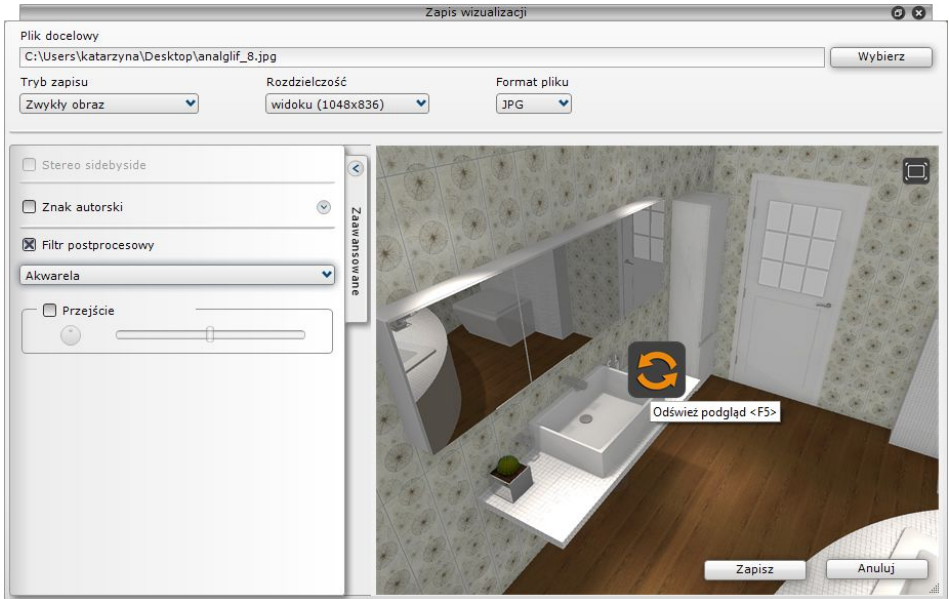 Zapis wizualizacji
Plik docelowy
C:\Users\katarzyna\Desktop\analglif_8.jpg
Wybierz
Tryb zapisu
Rozdzielczość
Format pliku
Zwykły obraz
widoku (1048x836)
JPG
Stereo sidebyside
Znak autorski
Filtr postprocesowy
Akwarela
Przejście
Zaawansowane
Odśwież podgląd <F5>
Zapisz
Anuluj